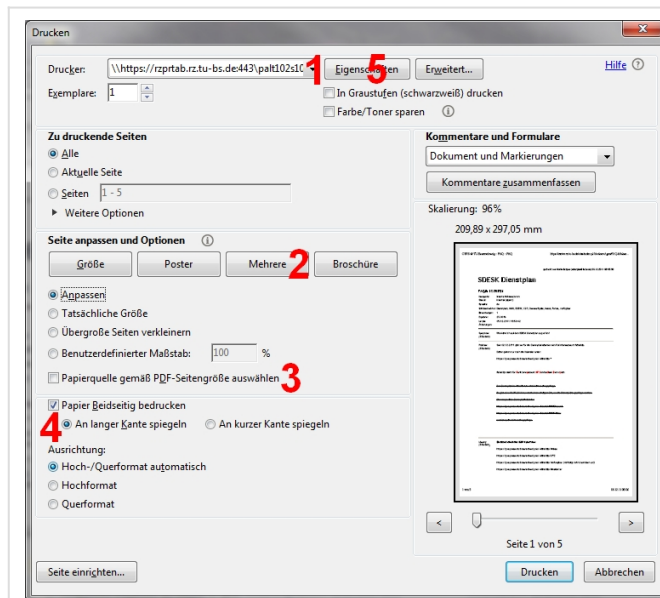 Drucken
Drucker: \\https://rzprtab.rz.tu-bs.de:443\palt102s10 1 Eigenschaften 5 Erweitert... Hilfe
Exemplare: 1 In Graustufen (schwarzweiß) drucken
Farbe/Toner sparen
Zu druckende Seiten
Alle
Aktuelle Seite
Seiten 1 - 5
Weitere Optionen
Kommentare und Formulare
Dokument und Markierungen
Kommentare zusammenfassen
Seite anpassen und Optionen
Größe Poster Mehrere 2 Broschüre
Anpassen
Tatsächliche Größe
Übergroße Seiten verkleinern
Benutzerdefinierter Maßstab: 100 %
Papierquelle gemäß PDF-Seitengröße auswählen 3
Papier Beidseitig bedrucken
4 An langer Kante spiegeln An kurzer Kante spiegeln
Ausrichtung:
Hoch-/Querformat automatisch
Hochformat
Querformat
Skalierung: 96%
209,89 x 297,05 mm
SDESK Dienstplan
< >
Seite 1 von 5
Seite einrichten... Drucken Abbrechen